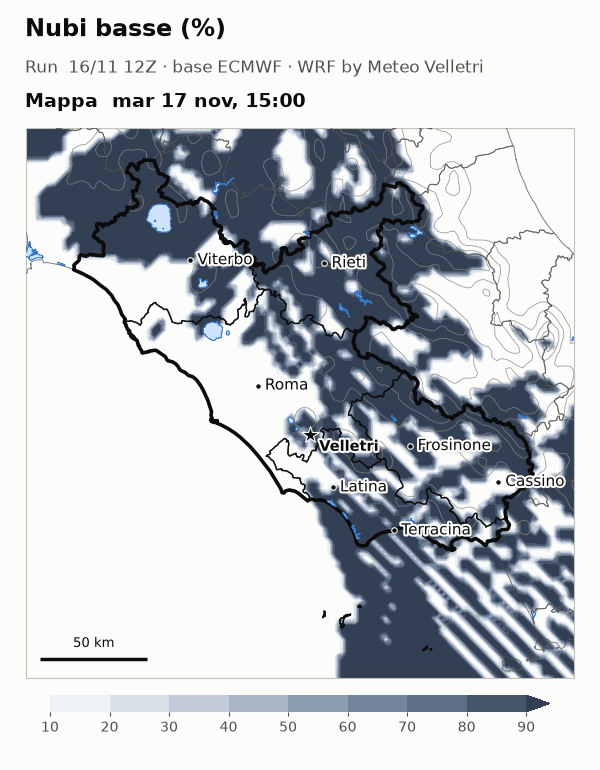 Nubi basse (%)
Run  16/11 12Z · base ECMWF · WRF by Meteo Velletri
Mappa  mar 17 nov, 15:00
Viterbo
Rieti
Roma
Velletri
Frosinone
Cassino
Latina
Terracina
50 km
10 20 30 40 50 60 70 80 90